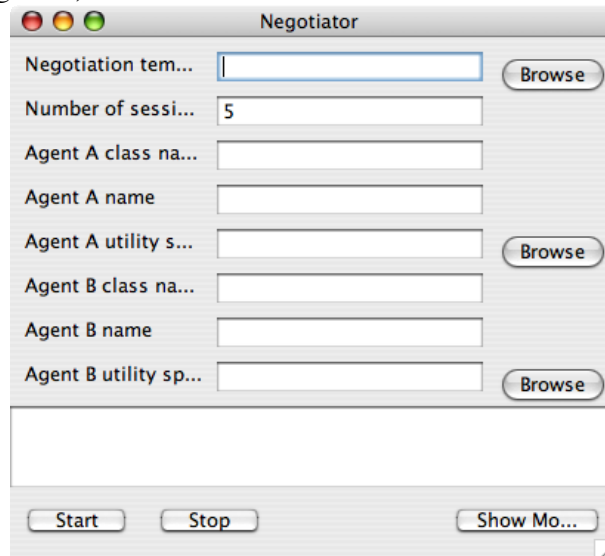 Negotiator
Negotiation tem... Browse
Number of sessi... 5
Agent A class na...
Agent A name
Agent A utility s... Browse
Agent B class na...
Agent B name
Agent B utility sp... Browse
Start Stop Show Mo...